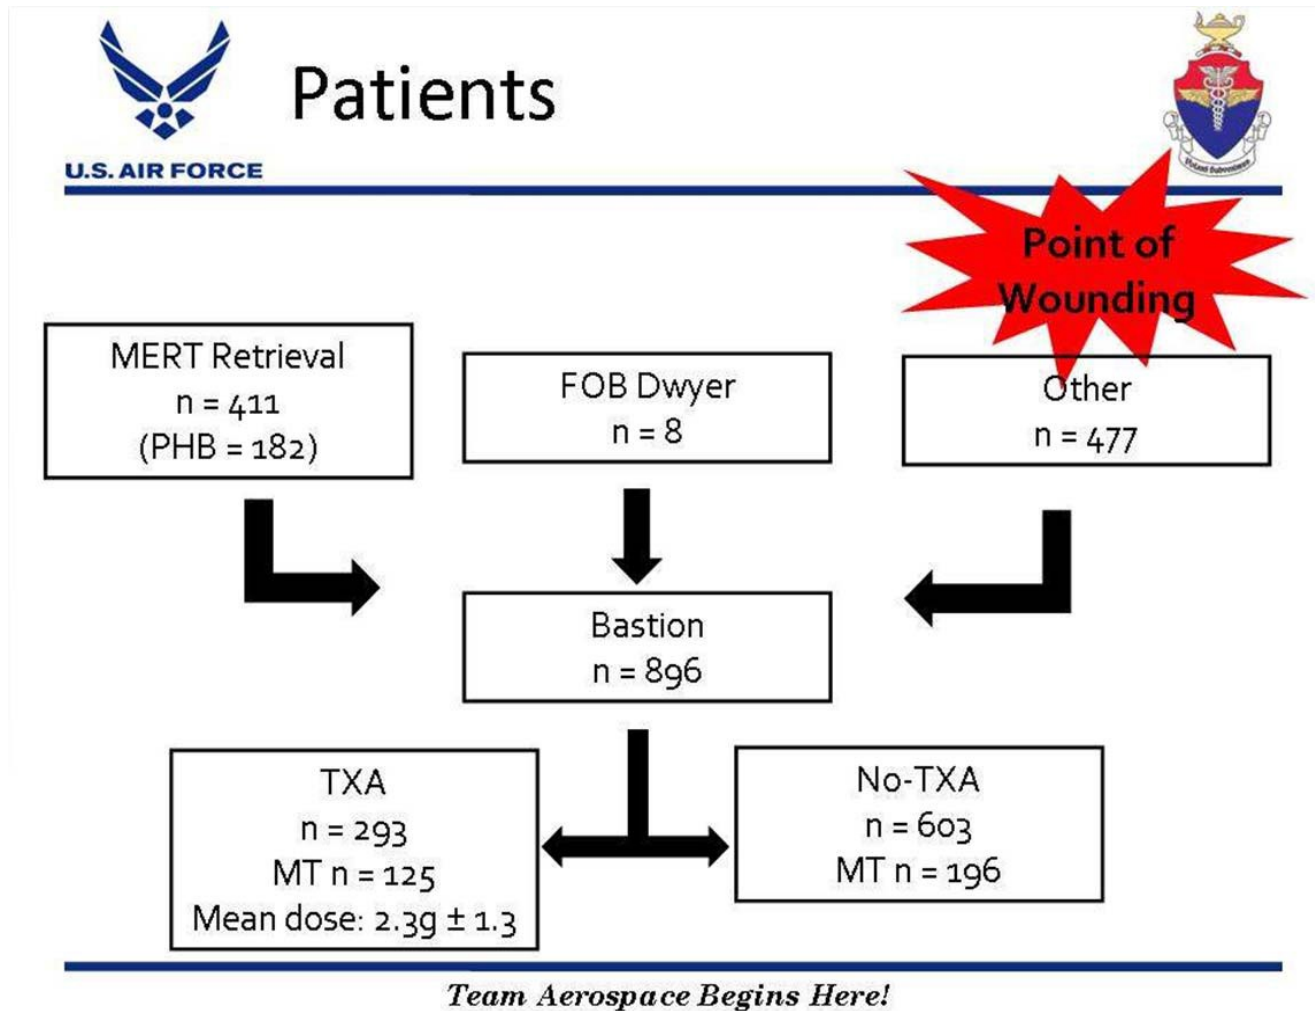 Patients
U.S. AIR FORCE
Point of
Wounding
MERT Retrieval
n = 411
(PHB = 182)
FOB Dwyer
n = 8
Other
n = 477
Bastion
n = 896
TXA
n = 293
MT n = 125
Mean dose: 2.3g ± 1.3
No-TXA
n = 603
MT n = 196
Team Aerospace Begins Here!